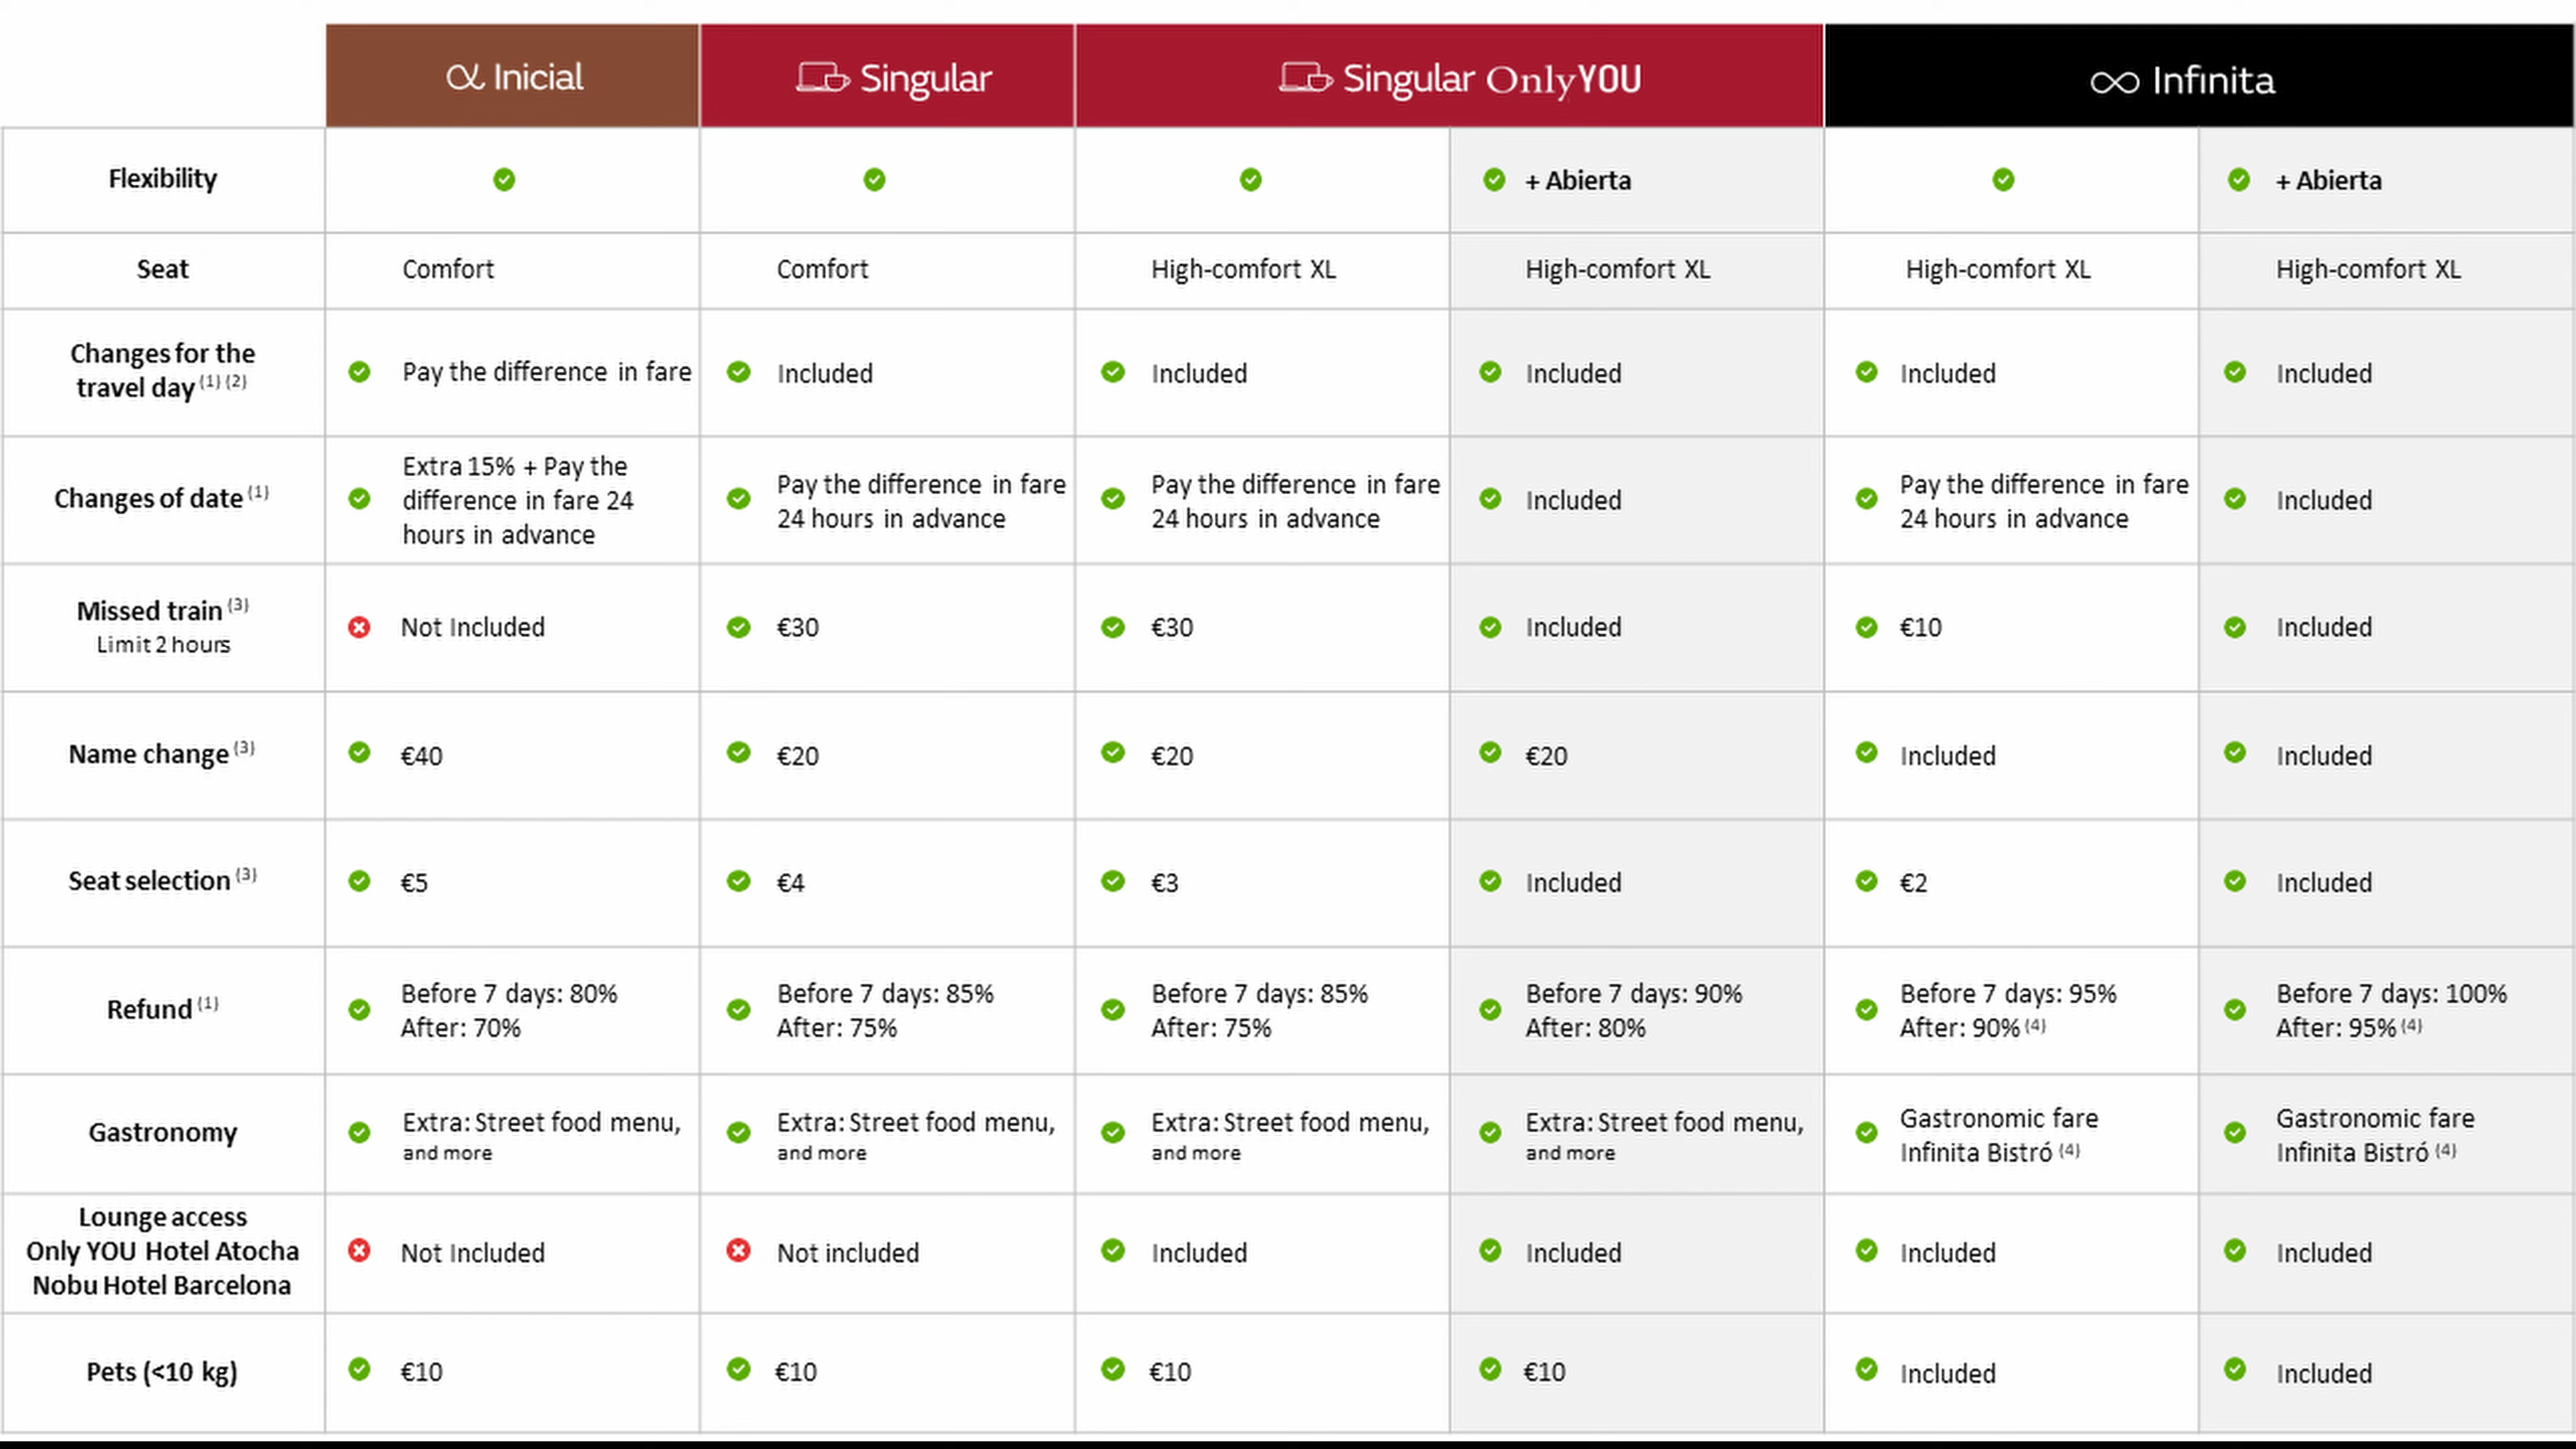 α Inicial
Singular
Singular OnlyYOU
∞ Infinita
Flexibility
+ Abierta
+ Abierta
Seat
Comfort
Comfort
High-comfort XL
High-comfort XL
High-comfort XL
High-comfort XL
Changes for the
travel day (1) (2)
Pay the difference in fare
Included
Included
Included
Included
Included
Changes of date (1)
Extra 15% + Pay the
difference in fare 24
hours in advance
Pay the difference in fare
24 hours in advance
Pay the difference in fare
24 hours in advance
Included
Pay the difference in fare
24 hours in advance
Included
Missed train (3)
Limit 2 hours
Not Included
€30
€30
Included
€10
Included
Name change (3)
€40
€20
€20
€20
Included
Included
Seat selection (3)
€5
€4
€3
Included
€2
Included
Refund (1)
Before 7 days: 80%
After: 70%
Before 7 days: 85%
After: 75%
Before 7 days: 85%
After: 75%
Before 7 days: 90%
After: 80%
Before 7 days: 95%
After: 90% (4)
Before 7 days: 100%
After: 95% (4)
Gastronomy
Extra: Street food menu,
and more
Extra: Street food menu,
and more
Extra: Street food menu,
and more
Extra: Street food menu,
and more
Gastronomic fare
Infinita Bistró (4)
Gastronomic fare
Infinita Bistró (4)
Lounge access
Only YOU Hotel Atocha
Nobu Hotel Barcelona
Not Included
Not included
Included
Included
Included
Included
Pets (<10 kg)
€10
€10
€10
€10
Included
Included